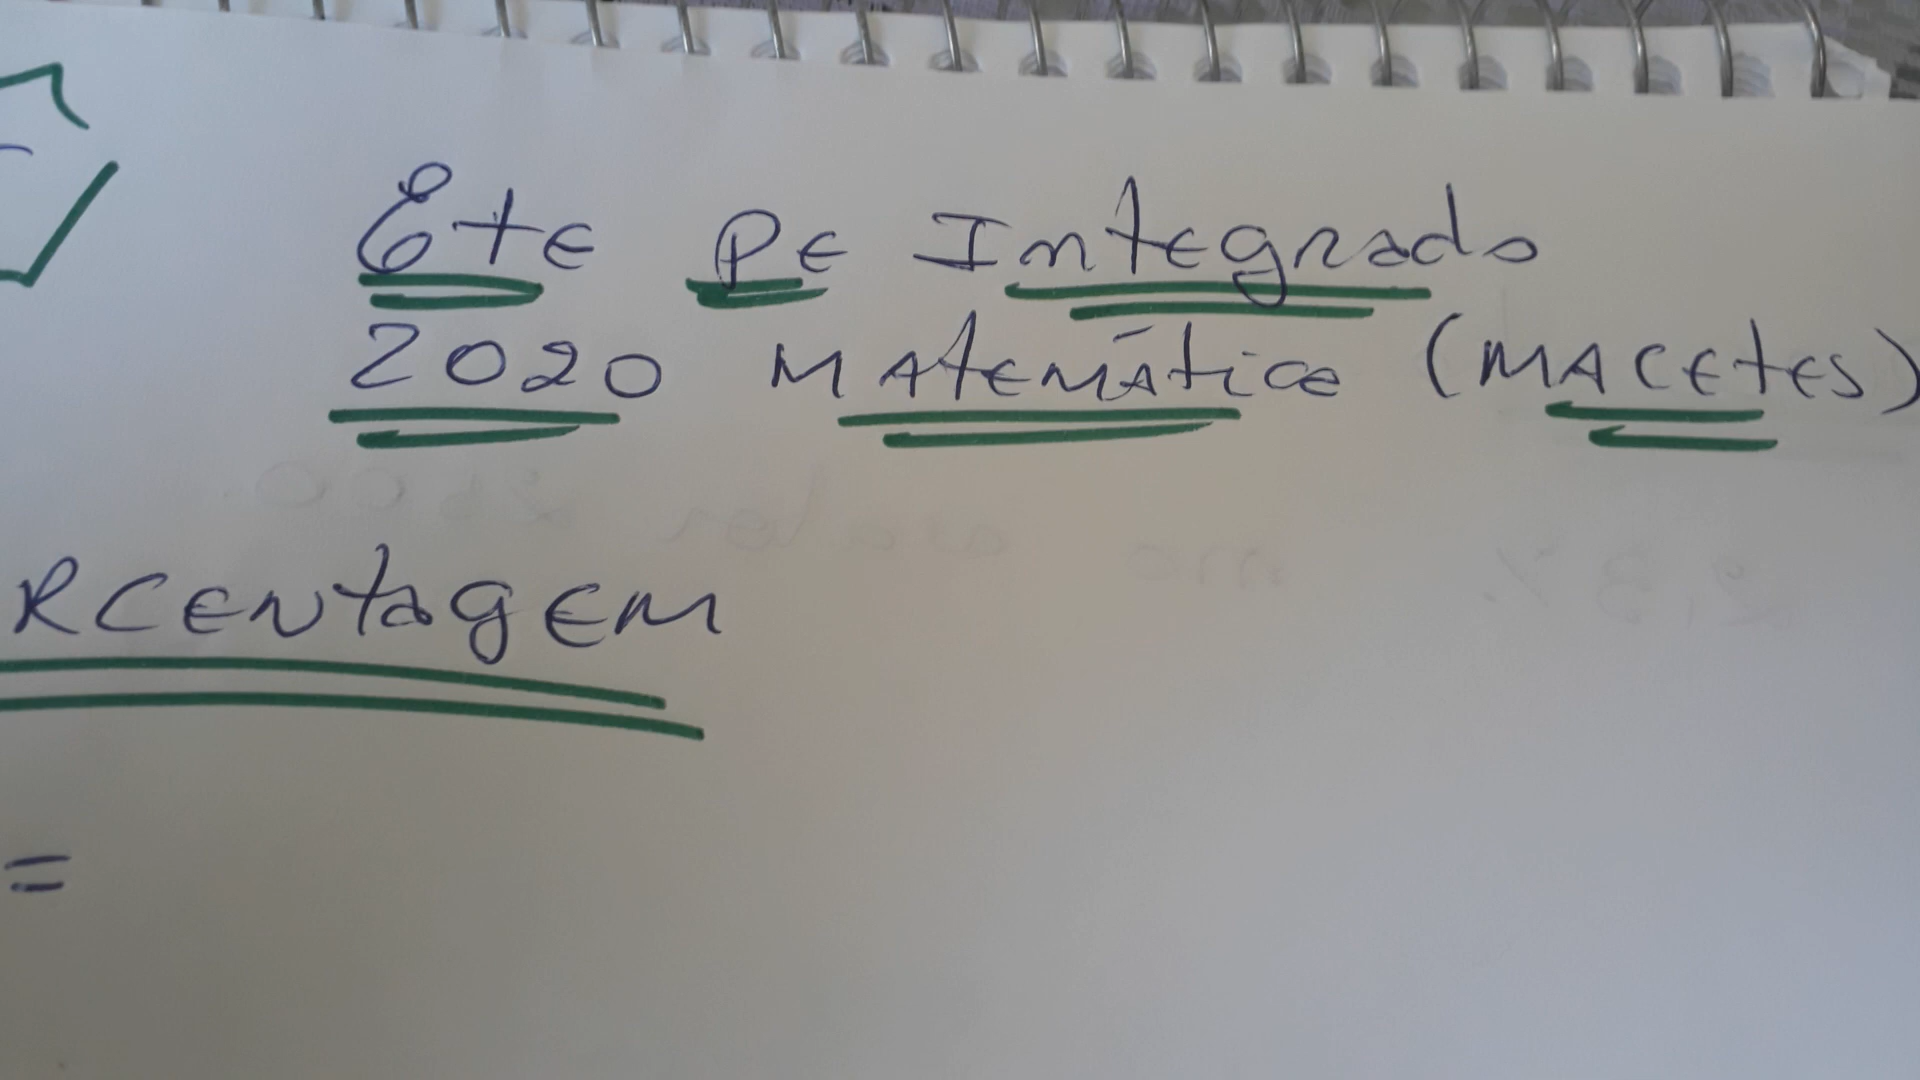 Ete PE Integrado
2020 MAtEMática (MACEtES)
RCENtagEM
=